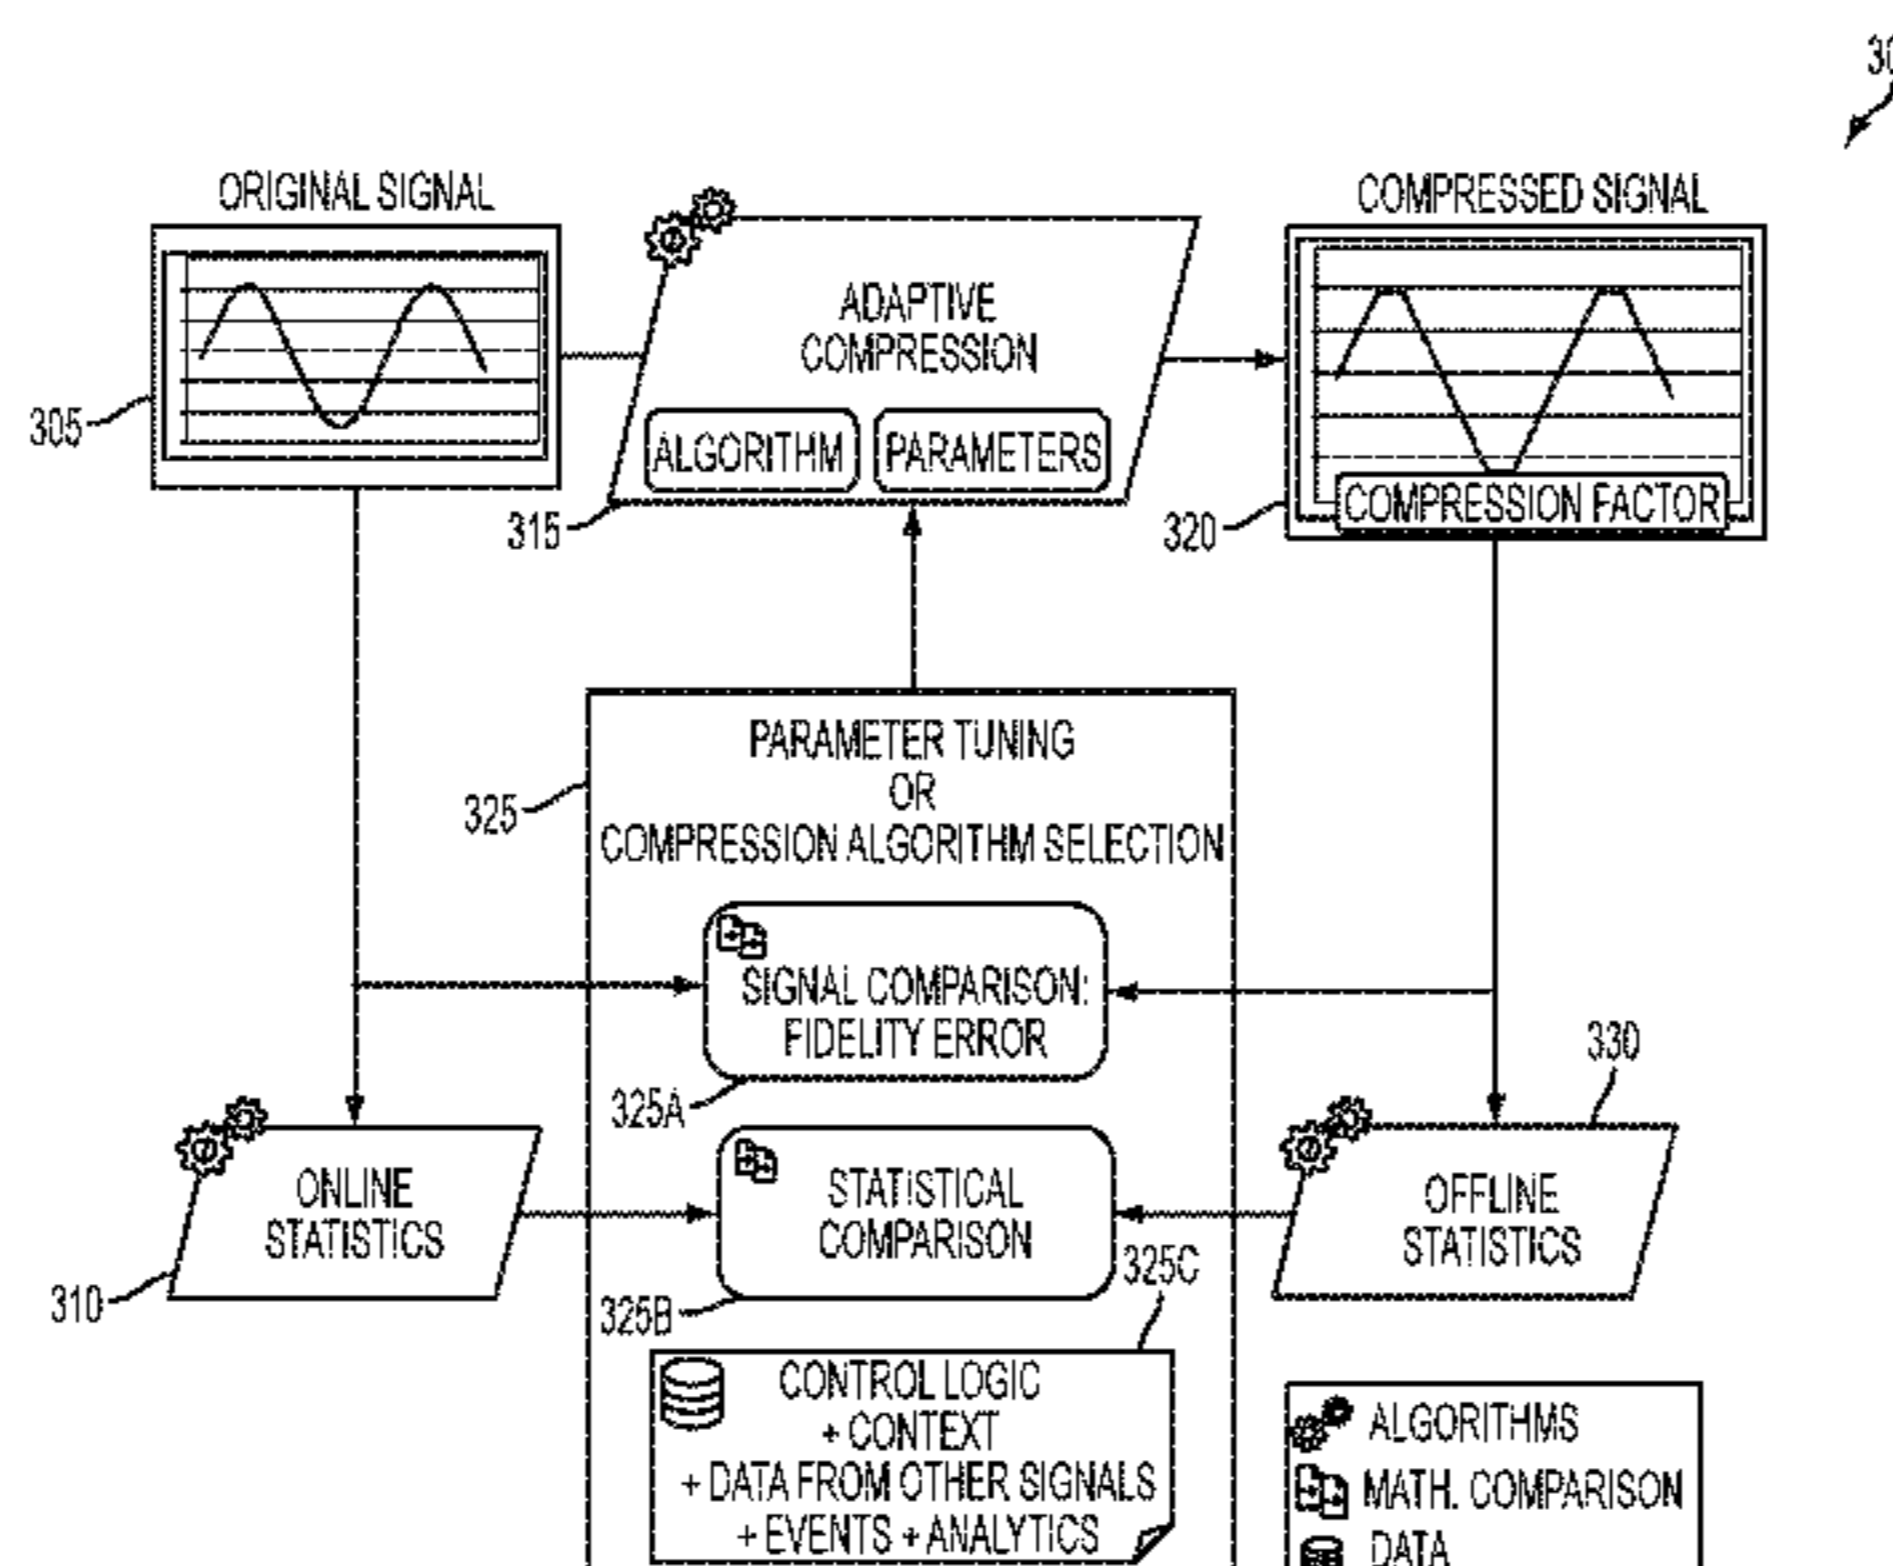 ORIGINAL SIGNAL
COMPRESSED SIGNAL
ADAPTIVE
COMPRESSION
ALGORITHM
PARAMETERS
305
315
COMPRESSION FACTOR
320
PARAMETER TUNING
OR
COMPRESSION ALGORITHM SELECTION
325
SIGNAL COMPARISON:
FIDELITY ERROR
325A
330
ONLINE
STATISTICS
310
STATISTICAL
COMPARISON
325B
325C
OFFLINE
STATISTICS
CONTROL LOGIC
+ CONTEXT
+ DATA FROM OTHER SIGNALS
+ EVENTS + ANALYTICS
ALGORITHMS
MATH. COMPARISON
DATA